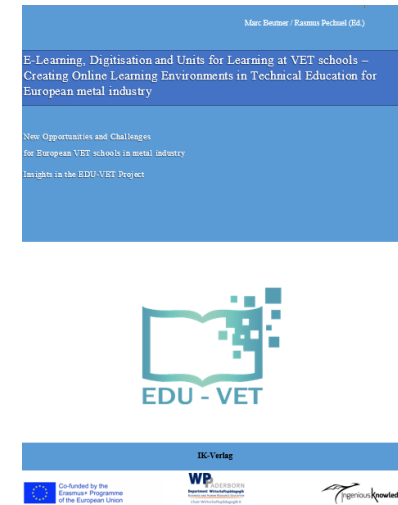 Marc Beutner / Rasmus Pechuel (Ed.)
E-Learning, Digitisation and Units for Learning at VET schools –
Creating Online Learning Environments in Technical Education for
European metal industry
New Opportunities and Challenges
for European VET schools in metal industry
Insights in the EDU-VET Project
EDU - VET
IK-Verlag
Co-funded by the
Erasmus+ Programme
of the European Union
WP
PADERBORN
Department Wirtschaftspädagogik
ingenious Knowled